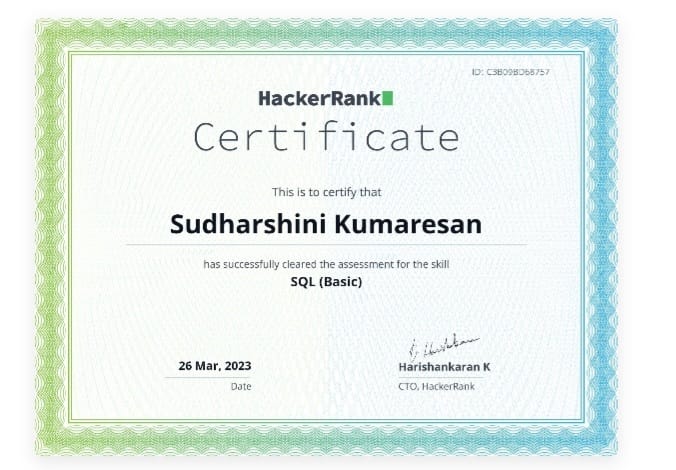 ID: C3B09BD68757
HackerRank
Certificate
This is to certify that
Sudharshini Kumaresan
has successfully cleared the assessment for the skill
SQL (Basic)
26 Mar, 2023
Date
Harishankaran K
CTO, HackerRank